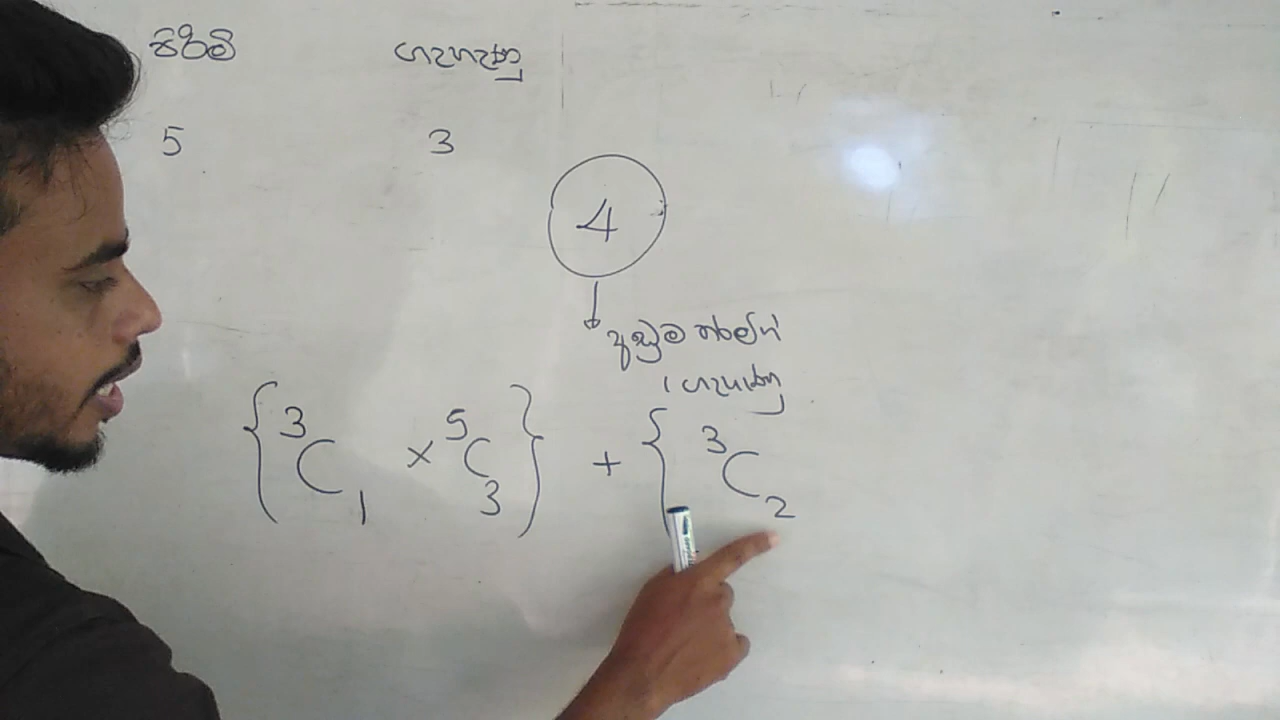 පිරිමි ගැහැණු
5 3
4
අඩුම තරමින්
1 ගැහැණු
{ ³C₁ × ⁵C₃ } + { ³C₂